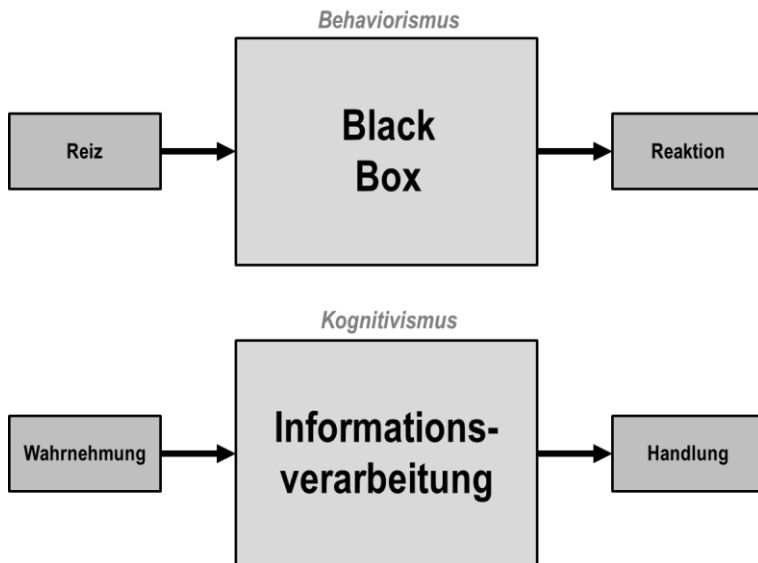 Behaviorismus
Reiz
Black
Box
Reaktion
Kognitivismus
Wahrnehmung
Informations-
verarbeitung
Handlung